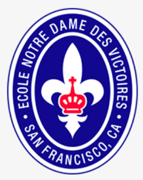 ECOLE NOTRE DAME DES VICTOIRES
SAN FRANCISCO, CA